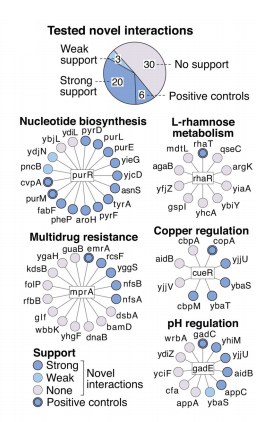 Tested novel interactions
Weak
support
3
30
No support
20
Strong
support
6
Positive controls
Nucleotide biosynthesis
ybjL
ydiL
pyrD
purL
purE
yieG
yjcD
asnS
tyrA
pyrF
aroH
pheP
fabF
purM
cvpA
pncB
ydjN
purR
L-rhamnose
metabolism
mdtL
rhaT
qseC
argK
yiaA
ybiY
yhcA
gspI
yfjZ
agaB
rhaR
Multidrug resistance
guaB
emrA
rcsF
yggS
nfsB
nfsA
dsbA
bamD
dnaB
yhgF
wbbK
glf
rfbB
folP
kdsB
ygaH
mprA
Copper regulation
cbpA
copA
yjjU
ybaS
ybaT
cbpM
yjjV
aidB
cueR
pH regulation
wrbA
gadC
yhiM
yjjU
aidB
appC
ybaS
appA
cfa
yciF
ydiZ
gadE
Support
Strong
Weak
None
Novel
interactions
Positive controls